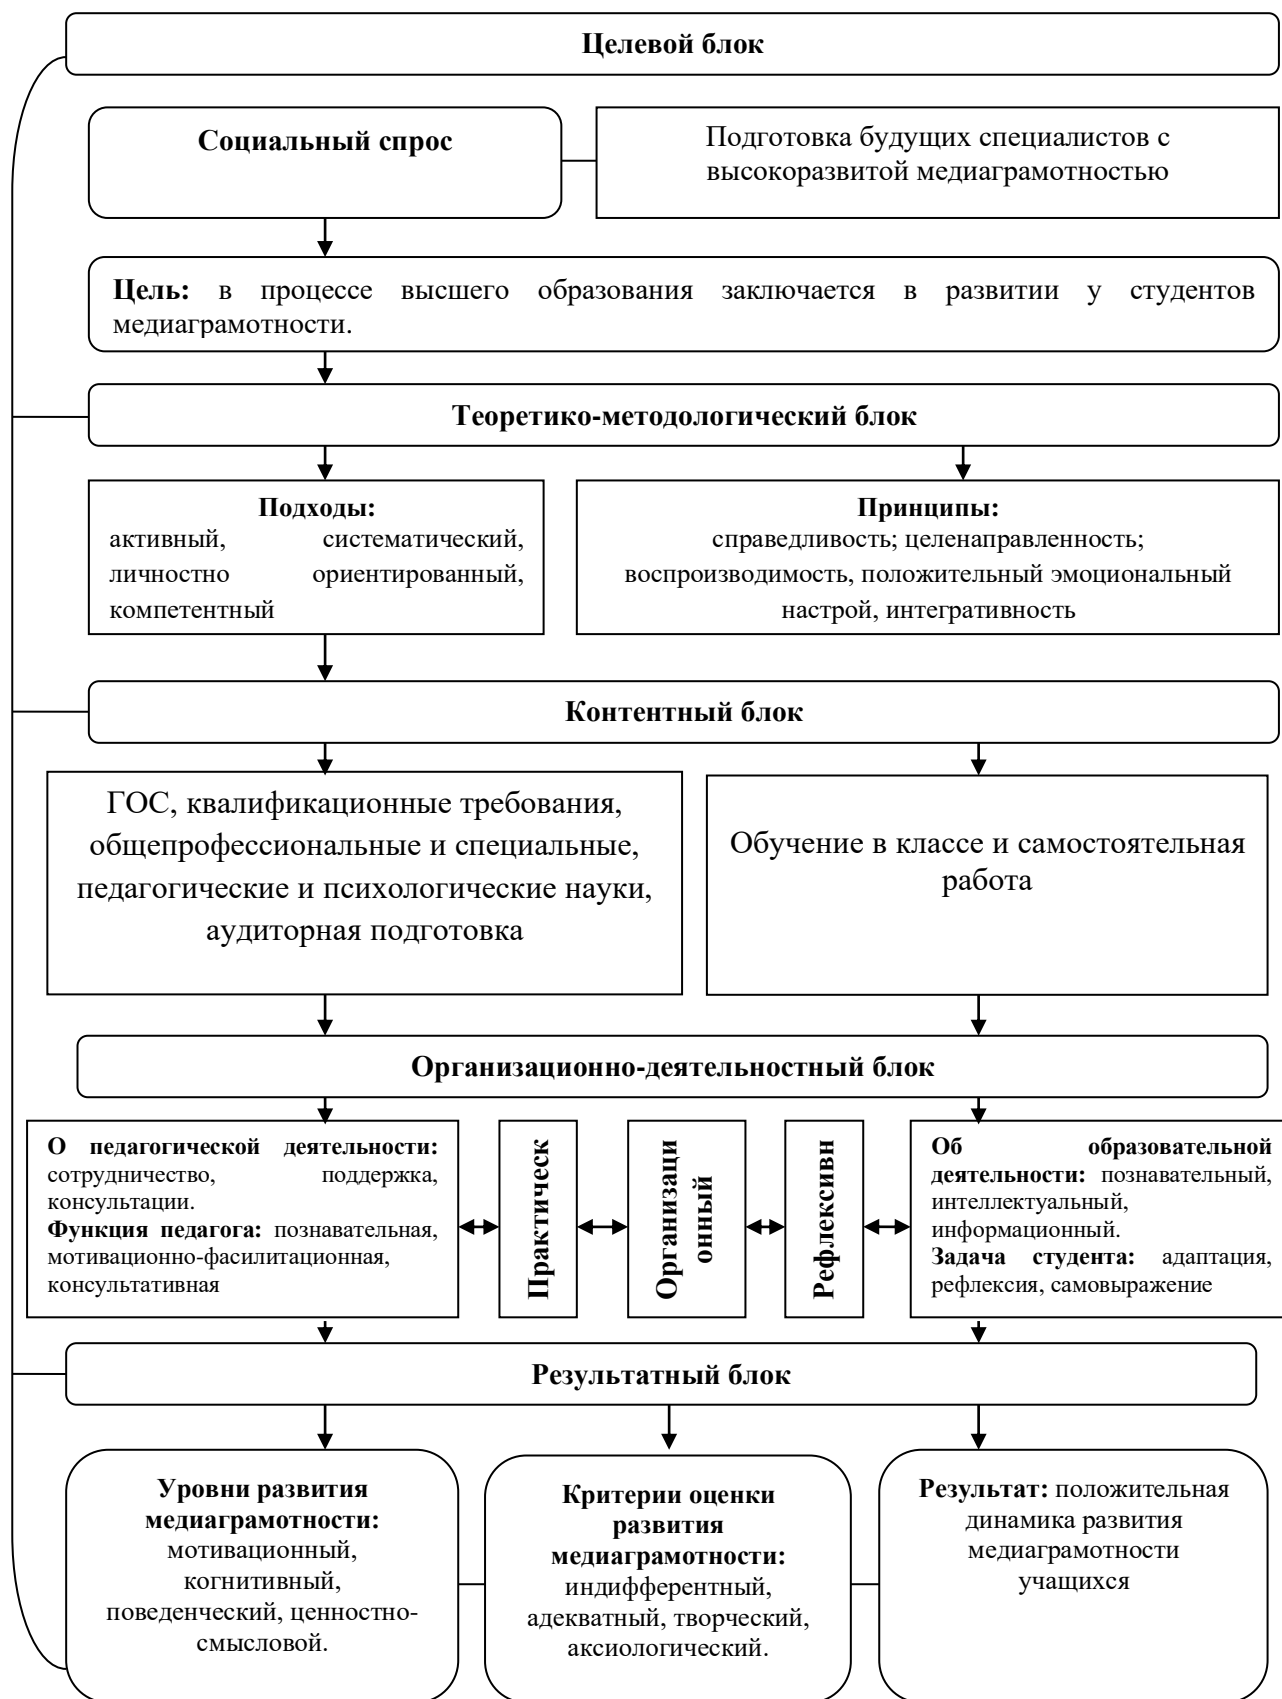 Целевой блок
Социальный спрос
Подготовка будущих специалистов с
высокоразвитой медиаграмотностью
Цель: в процессе высшего образования заключается в развитии у студентов
медиаграмотности.
Теоретико-методологический блок
Подходы:
активный, систематический,
личностно ориентированный,
компетентный
Принципы:
справедливость; целенаправленность;
воспроизводимость, положительный эмоциональный
настрой, интегративность
Контентный блок
ГОС, квалификационные требования,
общепрофессиональные и специальные,
педагогические и психологические науки,
аудиторная подготовка
Обучение в классе и самостоятельная
работа
Организационно-деятельностный блок
О педагогической деятельности:
сотрудничество, поддержка,
консультации.
Функция педагога: познавательная,
мотивационно-фасилитационная,
консультативная
Практическ
Организаци
онный
Рефлексивн
Об образовательной
деятельности: познавательный,
интеллектуальный,
информационный.
Задача студента: адаптация,
рефлексия, самовыражение
Результатный блок
Уровни развития
медиаграмотности:
мотивационный,
когнитивный,
поведенческий, ценностно-
смысловой.
Критерии оценки
развития
медиаграмотности:
индифферентный,
адекватный, творческий,
аксиологический.
Результат: положительная
динамика развития
медиаграмотности
учащихся